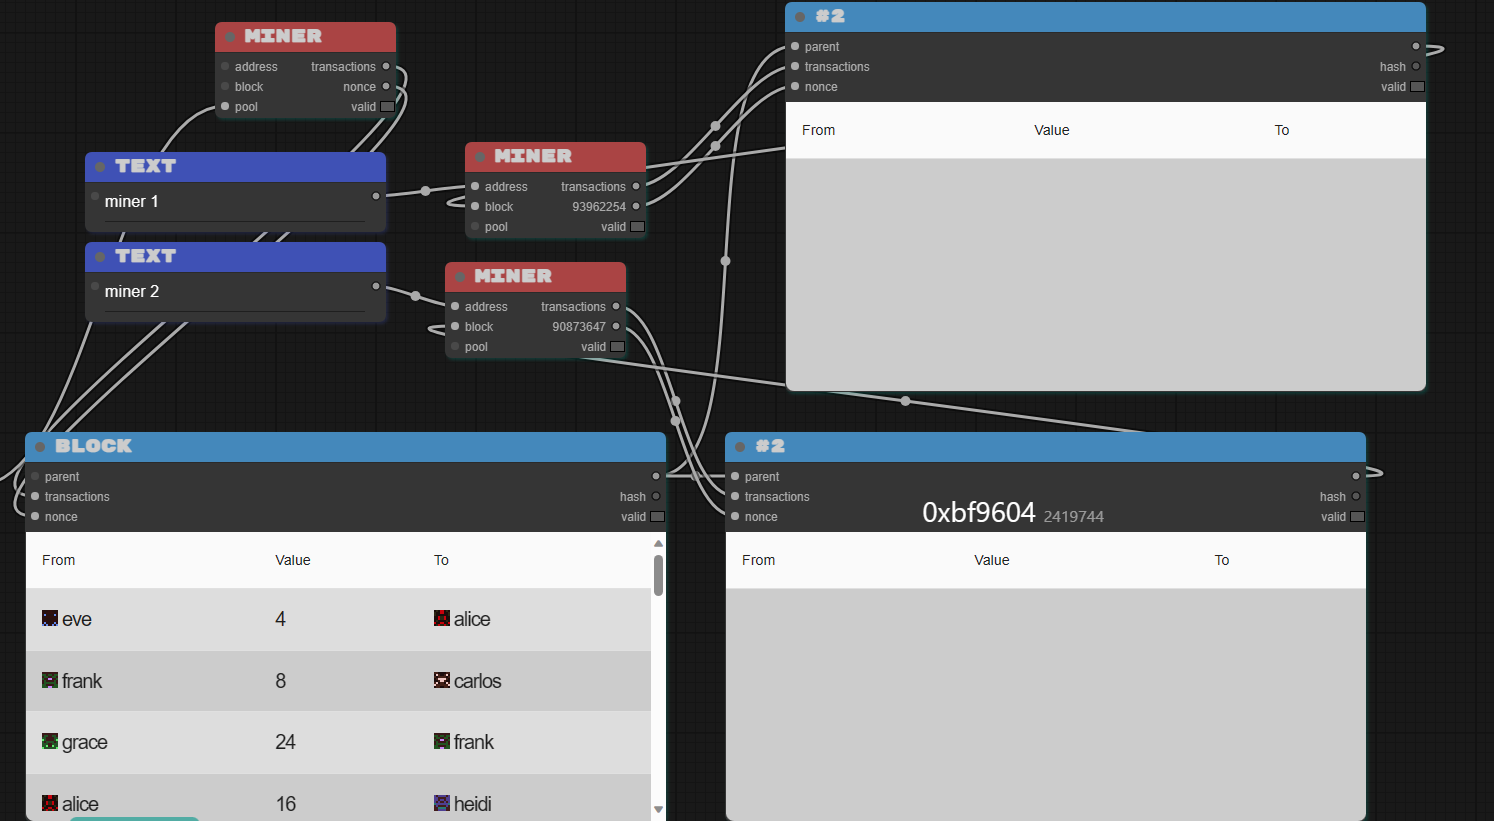 MINER
address transactions
block nonce
pool valid
TEXT
miner 1
TEXT
miner 2
MINER
address transactions
block 93962254
pool valid
MINER
address transactions
block 90873647
pool valid
#2
parent
transactions hash
nonce valid
From Value To
BLOCK
parent
transactions hash
nonce valid
From Value To
eve 4 alice
frank 8 carlos
grace 24 frank
alice 16 heidi
#2
parent
transactions hash
nonce 0xbf9604 2419744 valid
From Value To